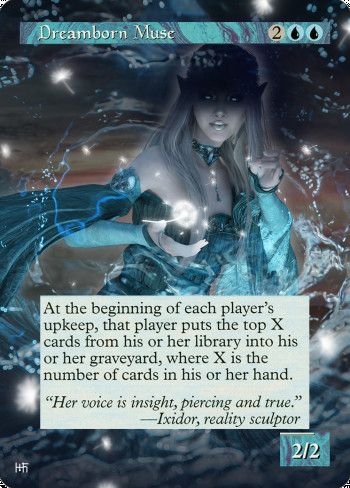 Dreamborn Muse 2
At the beginning of each player's
upkeep, that player puts the top X
cards from his or her library into his
or her graveyard, where X is the
number of cards in his or her hand.
“Her voice is insight, piercing and true.”
—Ixidor, reality sculptor
2/2